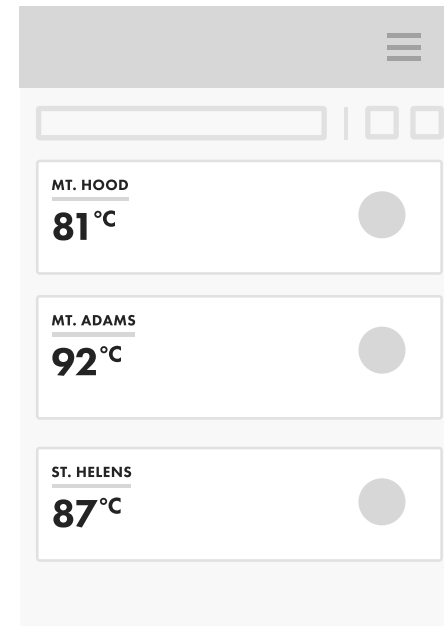 MT. HOOD
81°C
MT. ADAMS
92°C
ST. HELENS
87°C